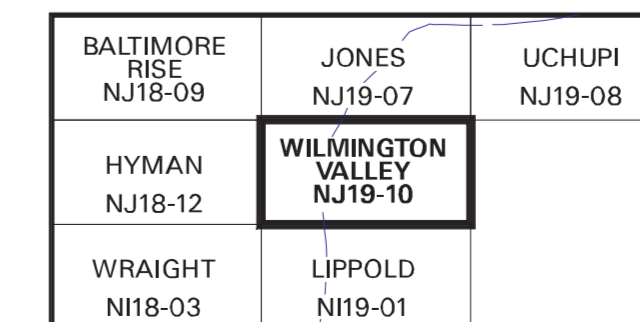 BALTIMORE
RISE
NJ18-09
JONES
NJ19-07
UCHUPI
NJ19-08
HYMAN
NJ18-12
WILMINGTON
VALLEY
NJ19-10
WRAIGHT
NI18-03
LIPPOLD
NI19-01